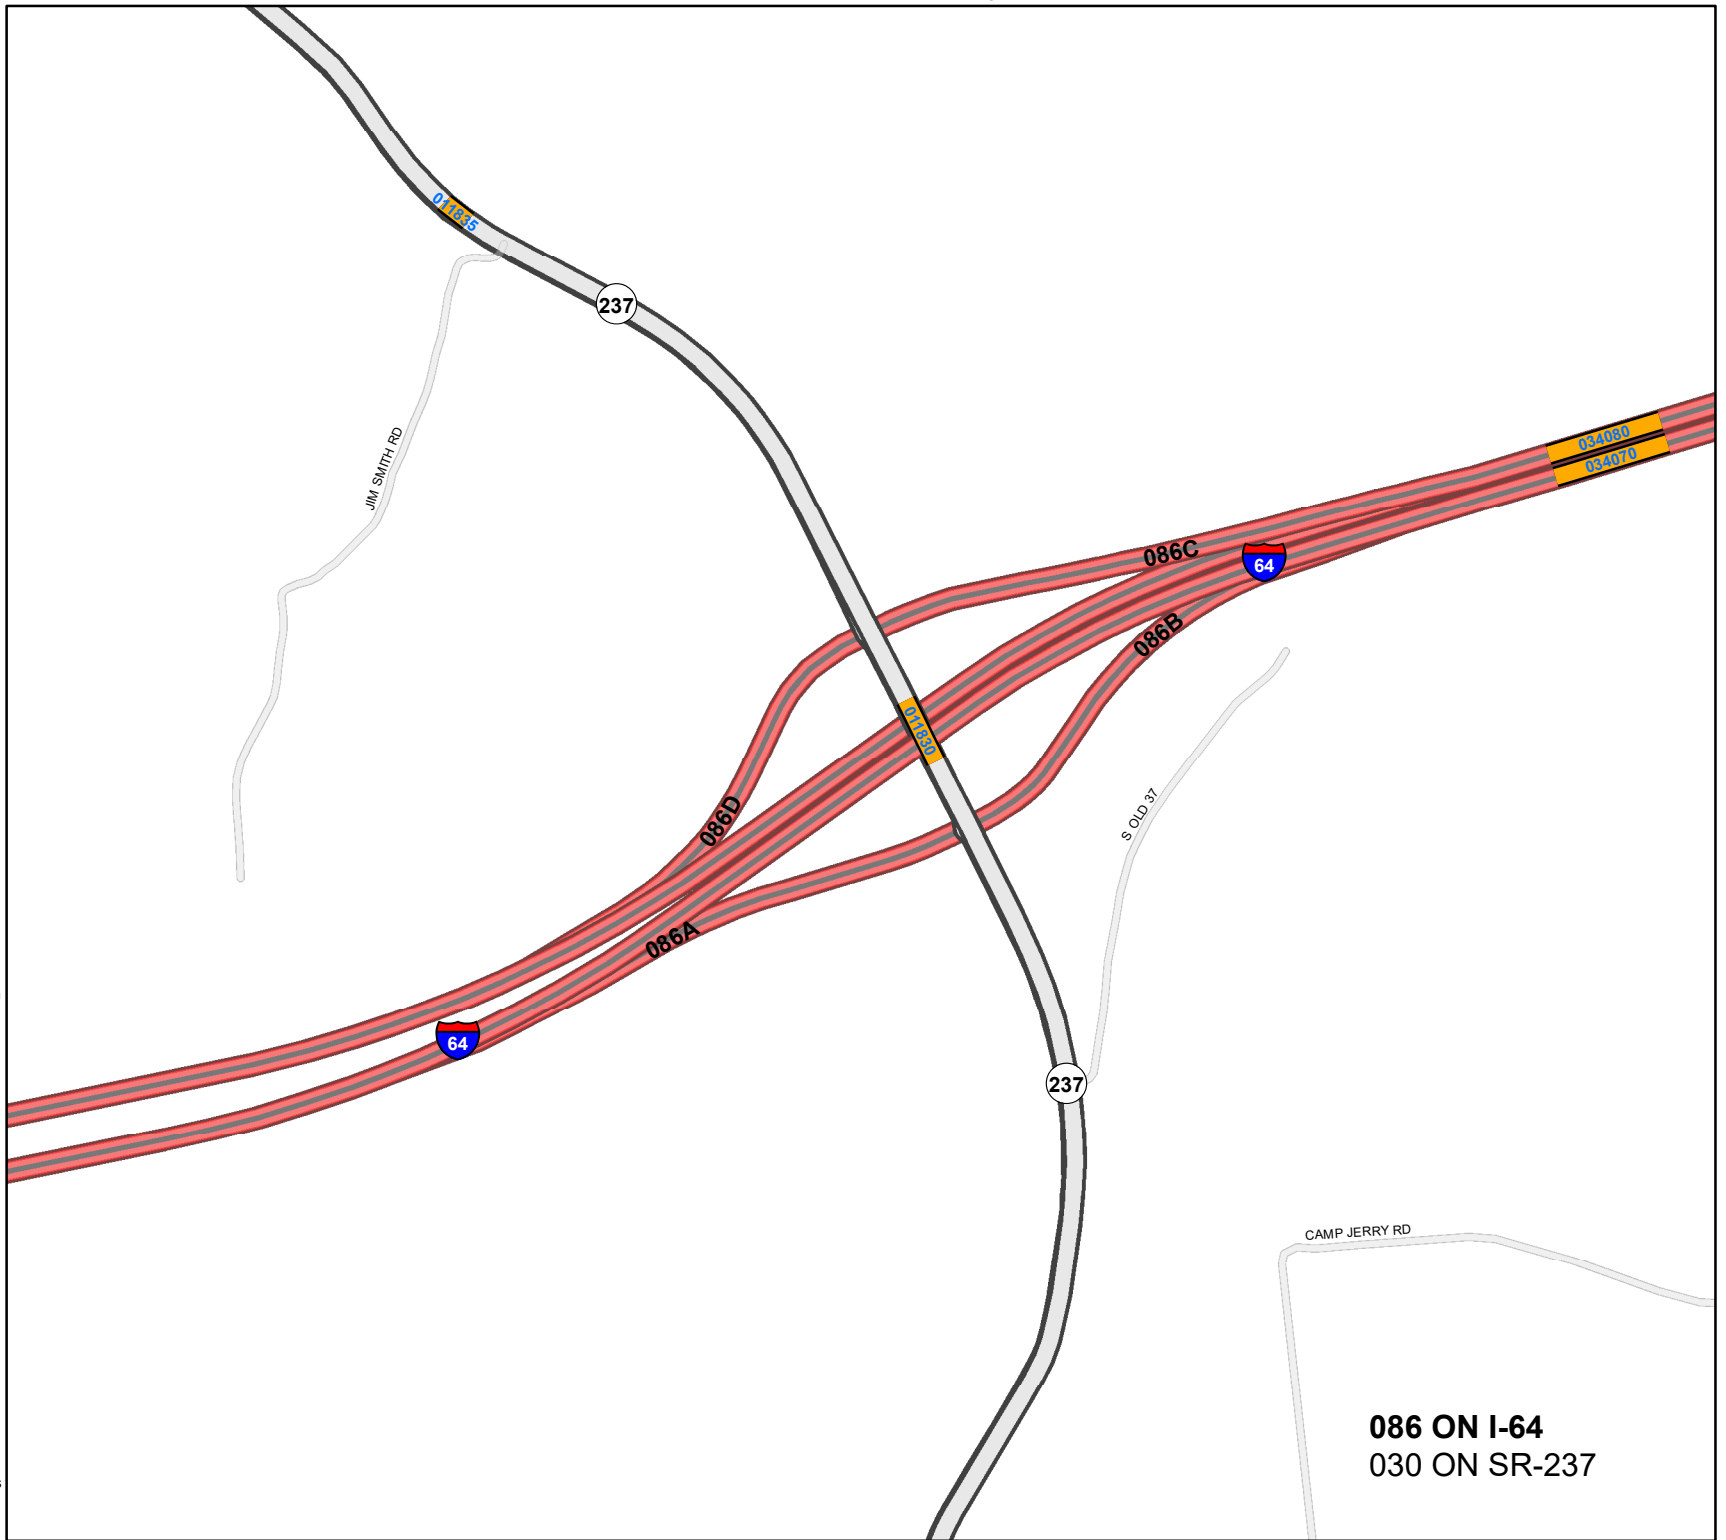 011835
237
JIM SMITH RD
034080
034070
086C
64
086B
011830
086D
S OLD 37
086A
64
237
CAMP JERRY RD
086 ON I-64
030 ON SR-237